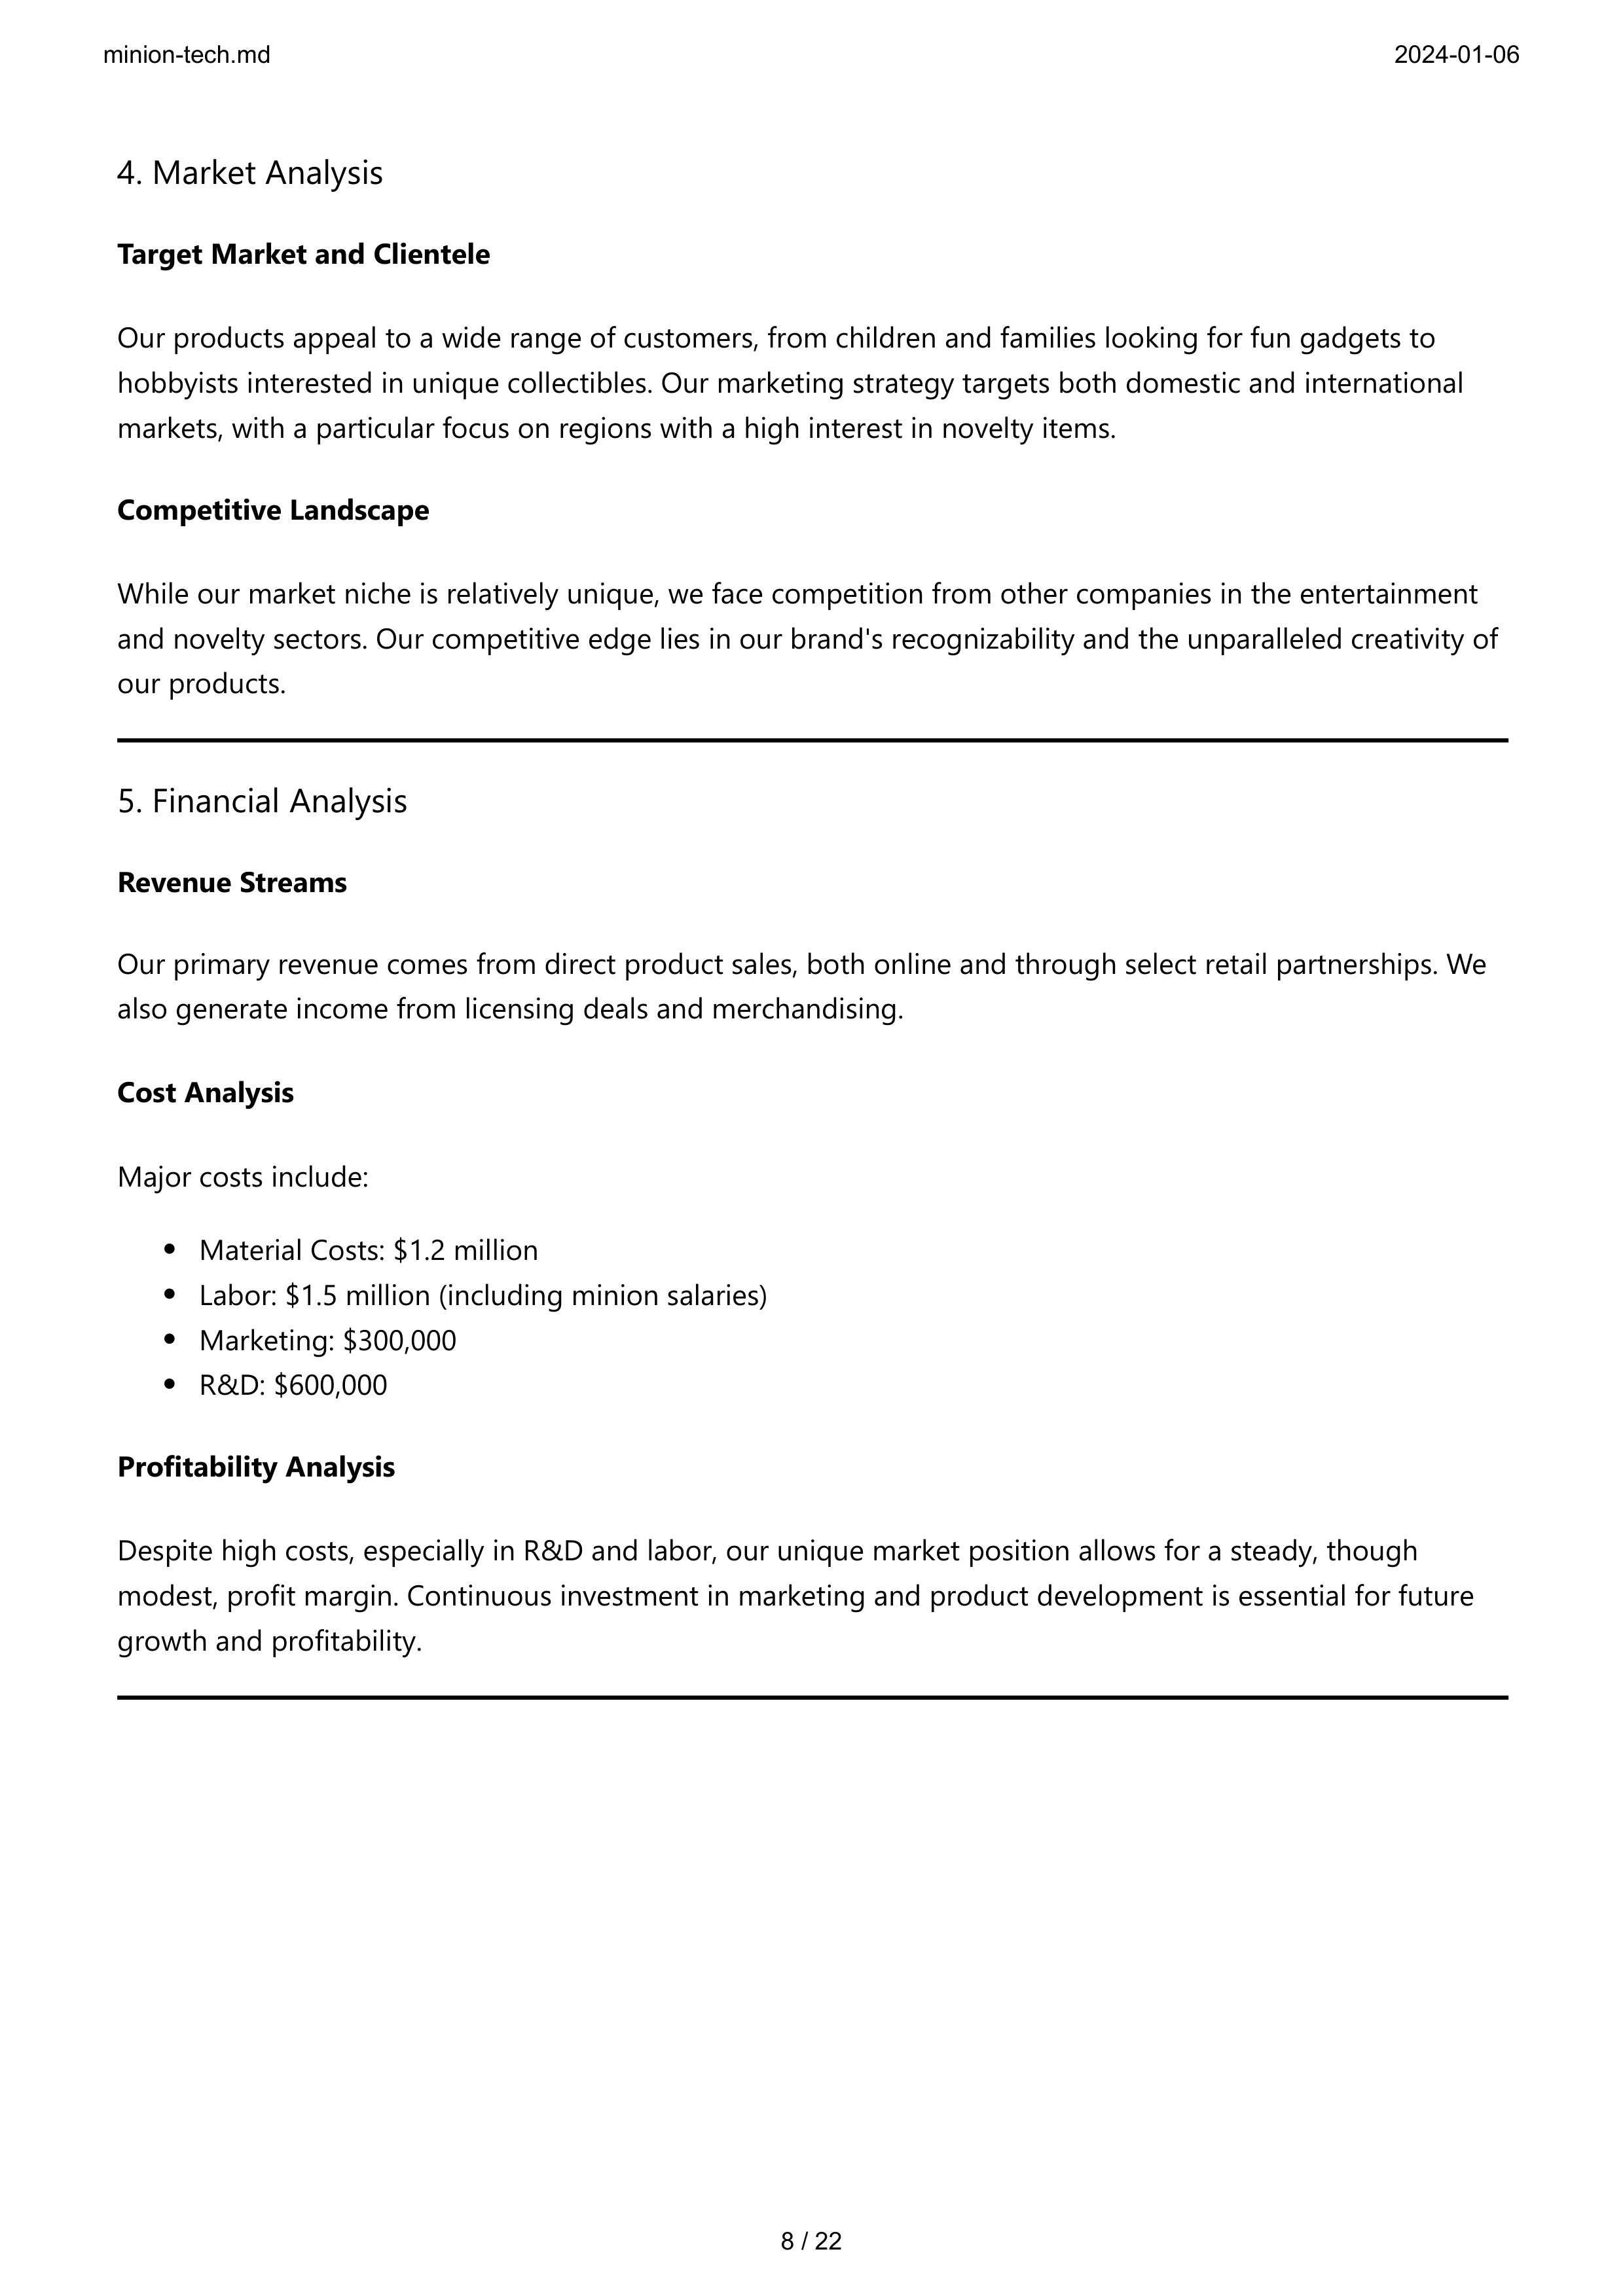 minion-tech.md
2024-01-06
4. Market Analysis
Target Market and Clientele
Our products appeal to a wide range of customers, from children and families looking for fun gadgets to
hobbyists interested in unique collectibles. Our marketing strategy targets both domestic and international
markets, with a particular focus on regions with a high interest in novelty items.
Competitive Landscape
While our market niche is relatively unique, we face competition from other companies in the entertainment
and novelty sectors. Our competitive edge lies in our brand's recognizability and the unparalleled creativity of
our products.
5. Financial Analysis
Revenue Streams
Our primary revenue comes from direct product sales, both online and through select retail partnerships. We
also generate income from licensing deals and merchandising.
Cost Analysis
Major costs include:
• Material Costs: $1.2 million
• Labor: $1.5 million (including minion salaries)
• Marketing: $300,000
• R&D: $600,000
Profitability Analysis
Despite high costs, especially in R&D and labor, our unique market position allows for a steady, though
modest, profit margin. Continuous investment in marketing and product development is essential for future
growth and profitability.
8 / 22